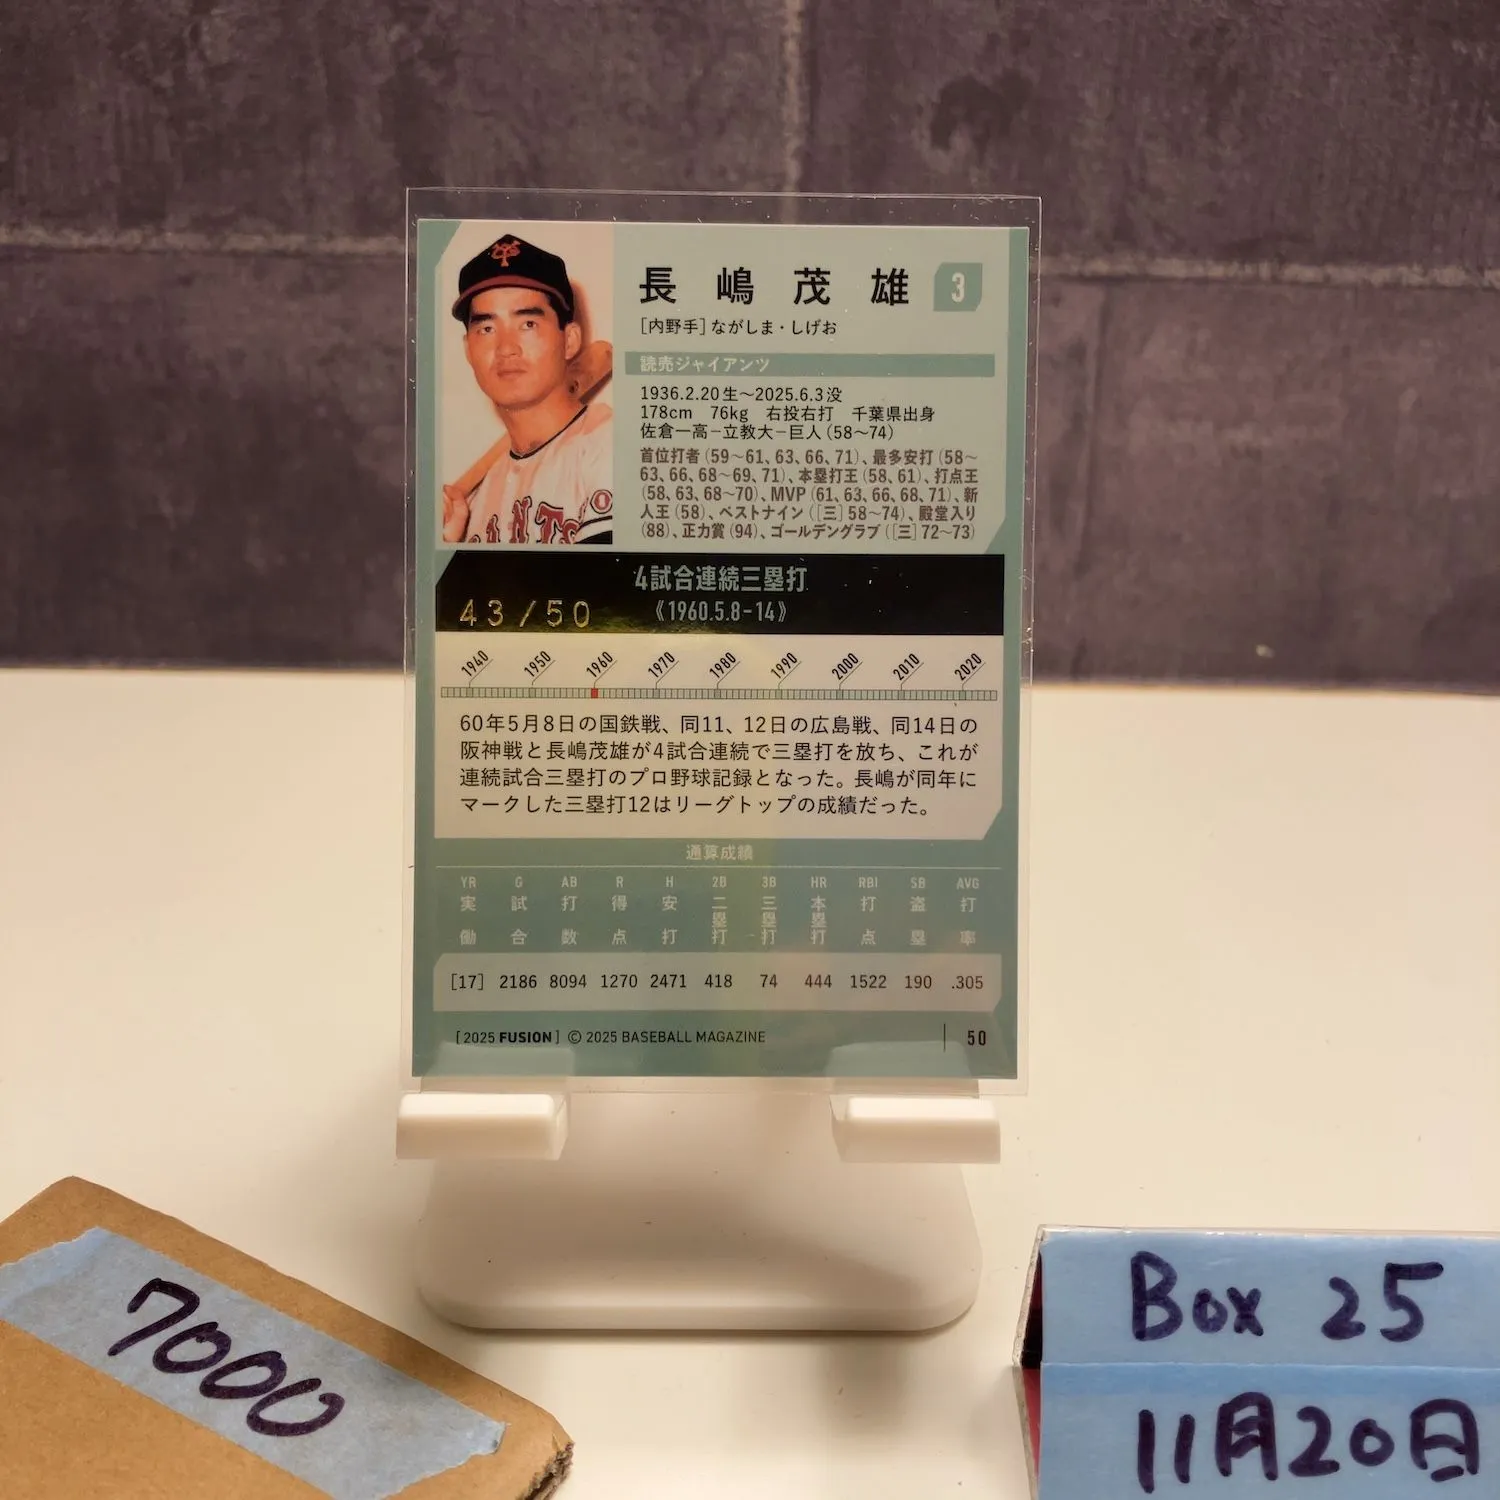 長嶋茂雄 3
[内野手]ながしま・しげお
読売ジャイアンツ
1936.2.20生〜2025.6.3没
178cm 76kg 右投右打 千葉県出身
佐倉一高−立教大−巨人(58〜74)
首位打者(59〜61、63、66、71)、最多安打(58〜
63、66、68〜69、71)、本塁打王(58、61)、打点王
(58、63、68〜70)、MVP(61、63、66、68、71)、新
人王(58)、ベストナイン([三]58〜74)、殿堂入り
(88)、正力賞(94)、ゴールデングラブ([三]72〜73)
4試合連続三塁打
43/50
《1960.5.8-14》
1940 1950 1960 1970 1980 1990 2000 2010 2020
60年5月8日の国鉄戦、同11、12日の広島戦、同14日の
阪神戦と長嶋茂雄が4試合連続で三塁打を放ち、これが
連続試合三塁打のプロ野球記録となった。長嶋が同年に
マークした三塁打12はリーグトップの成績だった。
通算成績
YR G AB R H 2B 3B HR RBI SB AVG
実働 試合 打数 得点 安打 二塁打 三塁打 本塁打 打点 盗塁 打率
[17] 2186 8094 1270 2471 418 74 444 1522 190 .305
[2025 FUSION] © 2025 BASEBALL MAGAZINE 50
7000
Box 25
11月20日